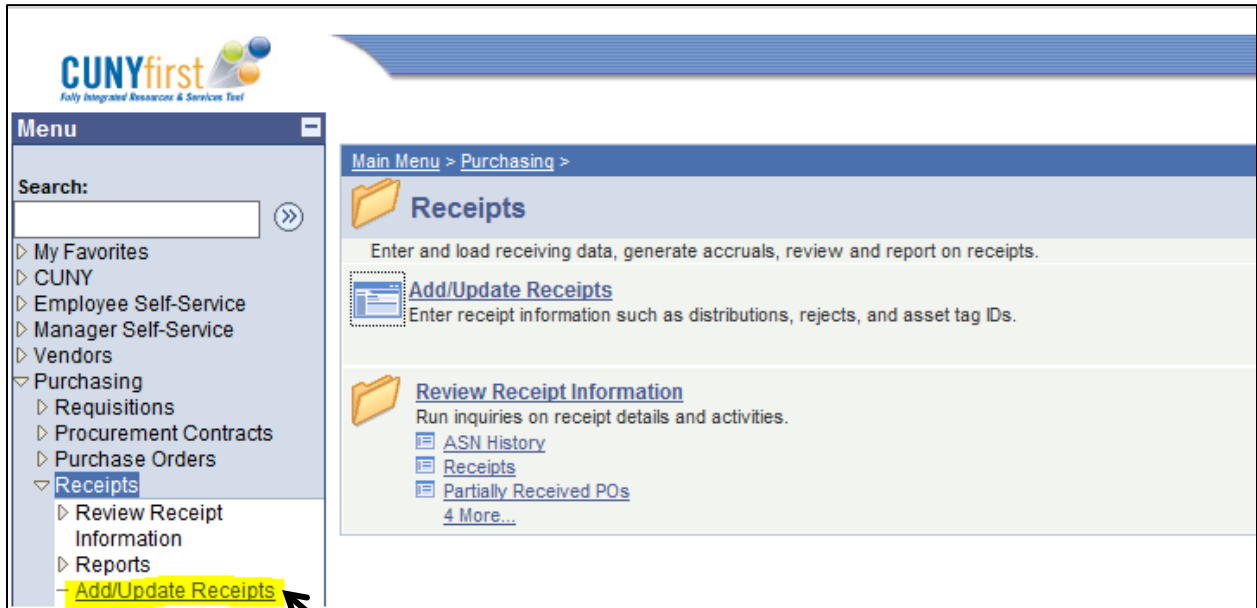 CUNYfirst
Fully Integrated Resources & Services Tool
Menu
Search:
My Favorites
CUNY
Employee Self-Service
Manager Self-Service
Vendors
Purchasing
Requisitions
Procurement Contracts
Purchase Orders
Receipts
Review Receipt
Information
Reports
Add/Update Receipts
Main Menu > Purchasing >
Receipts
Enter and load receiving data, generate accruals, review and report on receipts.
Add/Update Receipts
Enter receipt information such as distributions, rejects, and asset tag IDs.
Review Receipt Information
Run inquiries on receipt details and activities.
ASN History
Receipts
Partially Received POs
4 More...